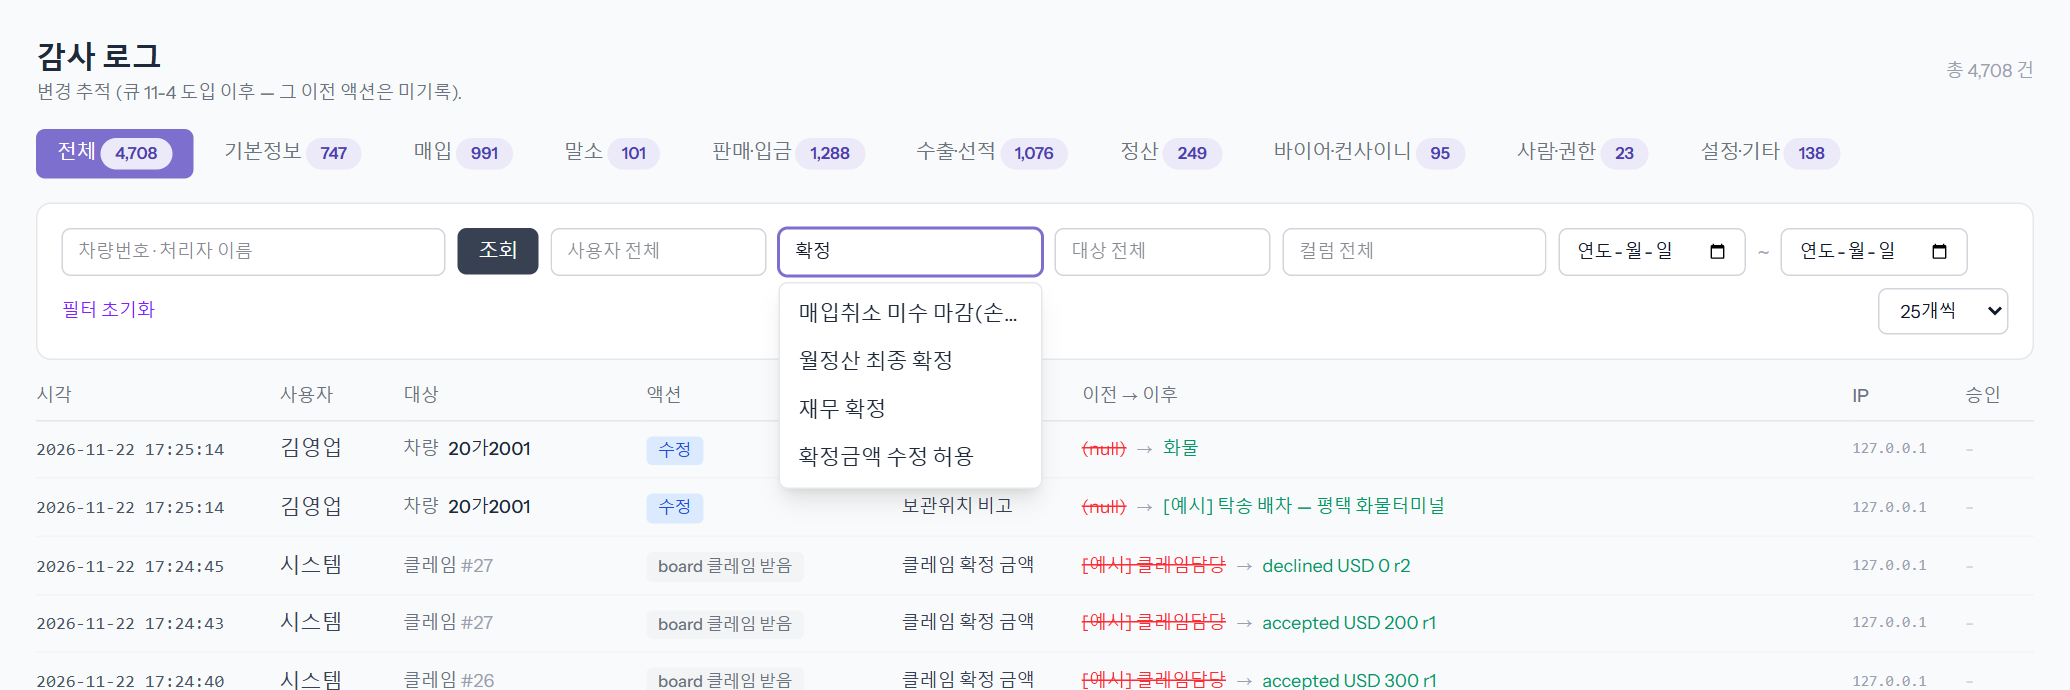 감사 로그
변경 추적 (큐 11-4 도입 이후 — 그 이전 액션은 미기록).
총 4,708 건
전체 4,708 기본정보 747 매입 991 말소 101 판매·입금 1,288 수출·선적 1,076 정산 249 바이어·컨사이니 95 사람·권한 23 설정·기타 138
차량번호 · 처리자 이름 조회 사용자 전체 확정 대상 전체 컬럼 전체 연도-월-일 ~ 연도-월-일
필터 초기화 25개씩
매입취소 미수 마감(손...
월정산 최종 확정
재무 확정
확정금액 수정 허용
시각 사용자 대상 액션 이전 → 이후 IP 승인
2026-11-22 17:25:14 김영업 차량 20가2001 수정 (null) → 화물 127.0.0.1 –
2026-11-22 17:25:14 김영업 차량 20가2001 수정 보관위치 비고 (null) → [예시] 탁송 배차 — 평택 화물터미널 127.0.0.1 –
2026-11-22 17:24:45 시스템 클레임 #27 board 클레임 받음 클레임 확정 금액 [예시] 클레임담당 → declined USD 0 r2 127.0.0.1 –
2026-11-22 17:24:43 시스템 클레임 #27 board 클레임 받음 클레임 확정 금액 [예시] 클레임담당 → accepted USD 200 r1 127.0.0.1 –
2026-11-22 17:24:40 시스템 클레임 #26 board 클레임 받음 클레임 확정 금액 [예시] 클레임담당 → accepted USD 300 r1 127.0.0.1 –